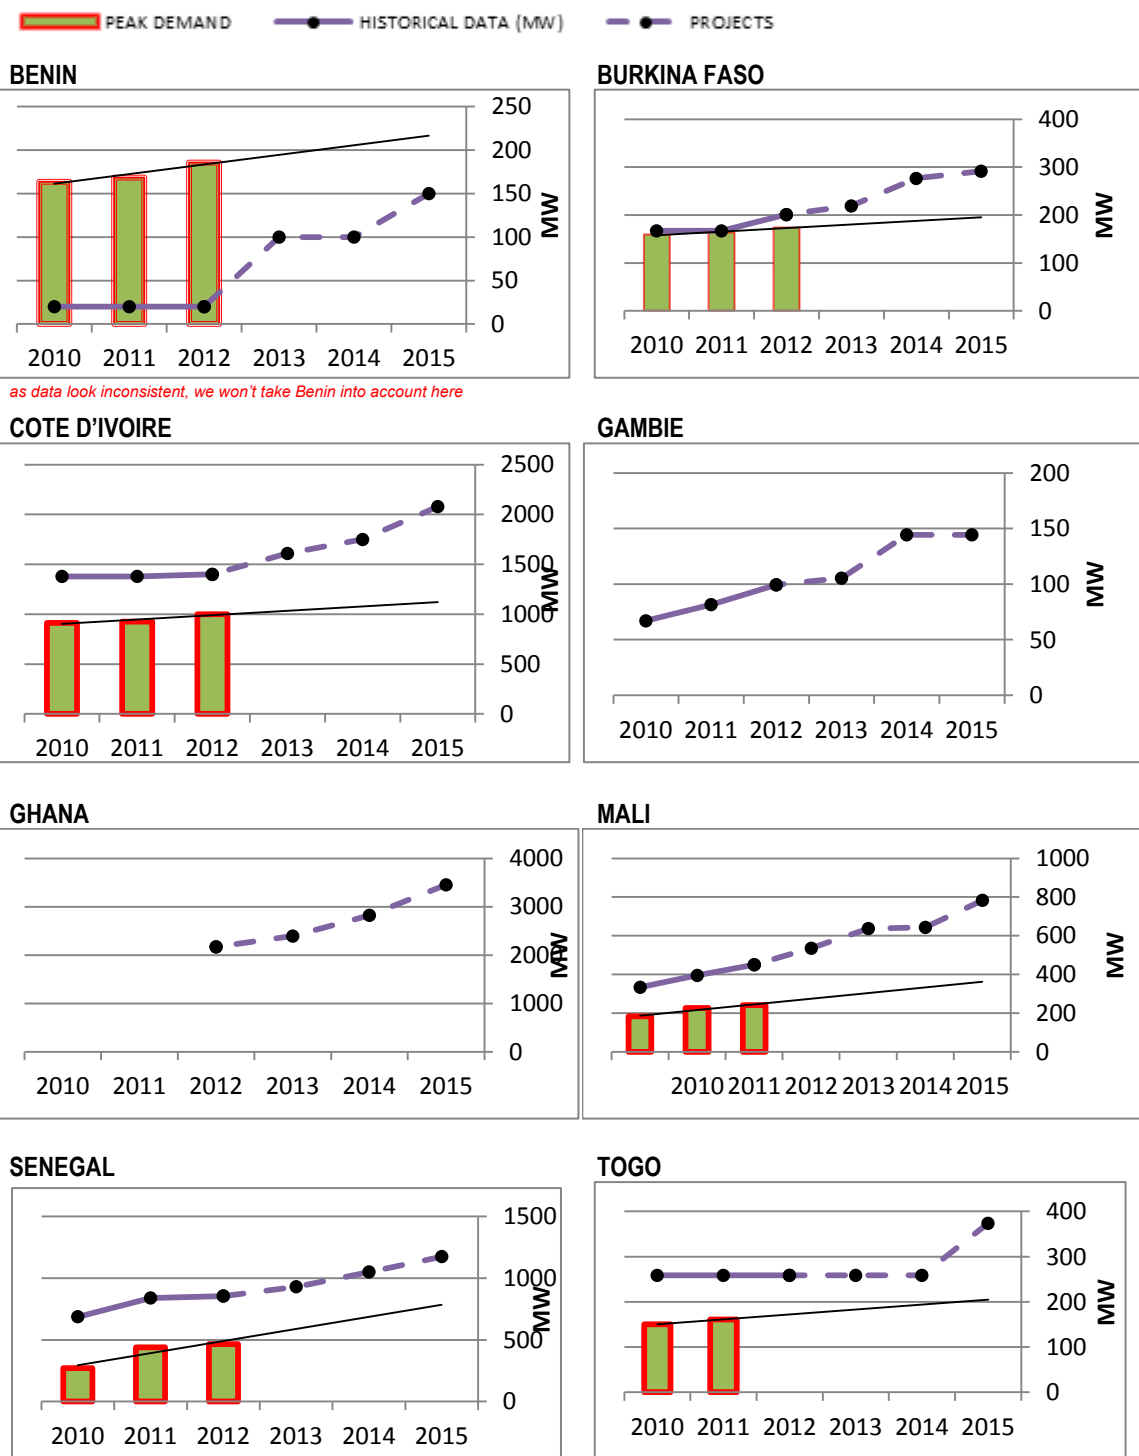 PEAK DEMAND HISTORICAL DATA (MW) PROJECTS
BENIN
250
200
150
100
50
0
MW
2010 2011 2012 2013 2014 2015
as data look inconsistent, we won't take Benin into account here
BURKINA FASO
400
300
200
100
0
MW
2010 2011 2012 2013 2014 2015
COTE D'IVOIRE
2500
2000
1500
1000
500
0
MW
2010 2011 2012 2013 2014 2015
GAMBIE
200
150
100
50
0
MW
2010 2011 2012 2013 2014 2015
GHANA
4000
3000
2000
1000
0
MW
2010 2011 2012 2013 2014 2015
MALI
1000
800
600
400
200
0
MW
2010 2011 2012 2013 2014 2015
SENEGAL
1500
1000
500
0
MW
2010 2011 2012 2013 2014 2015
TOGO
400
300
200
100
0
MW
2010 2011 2012 2013 2014 2015